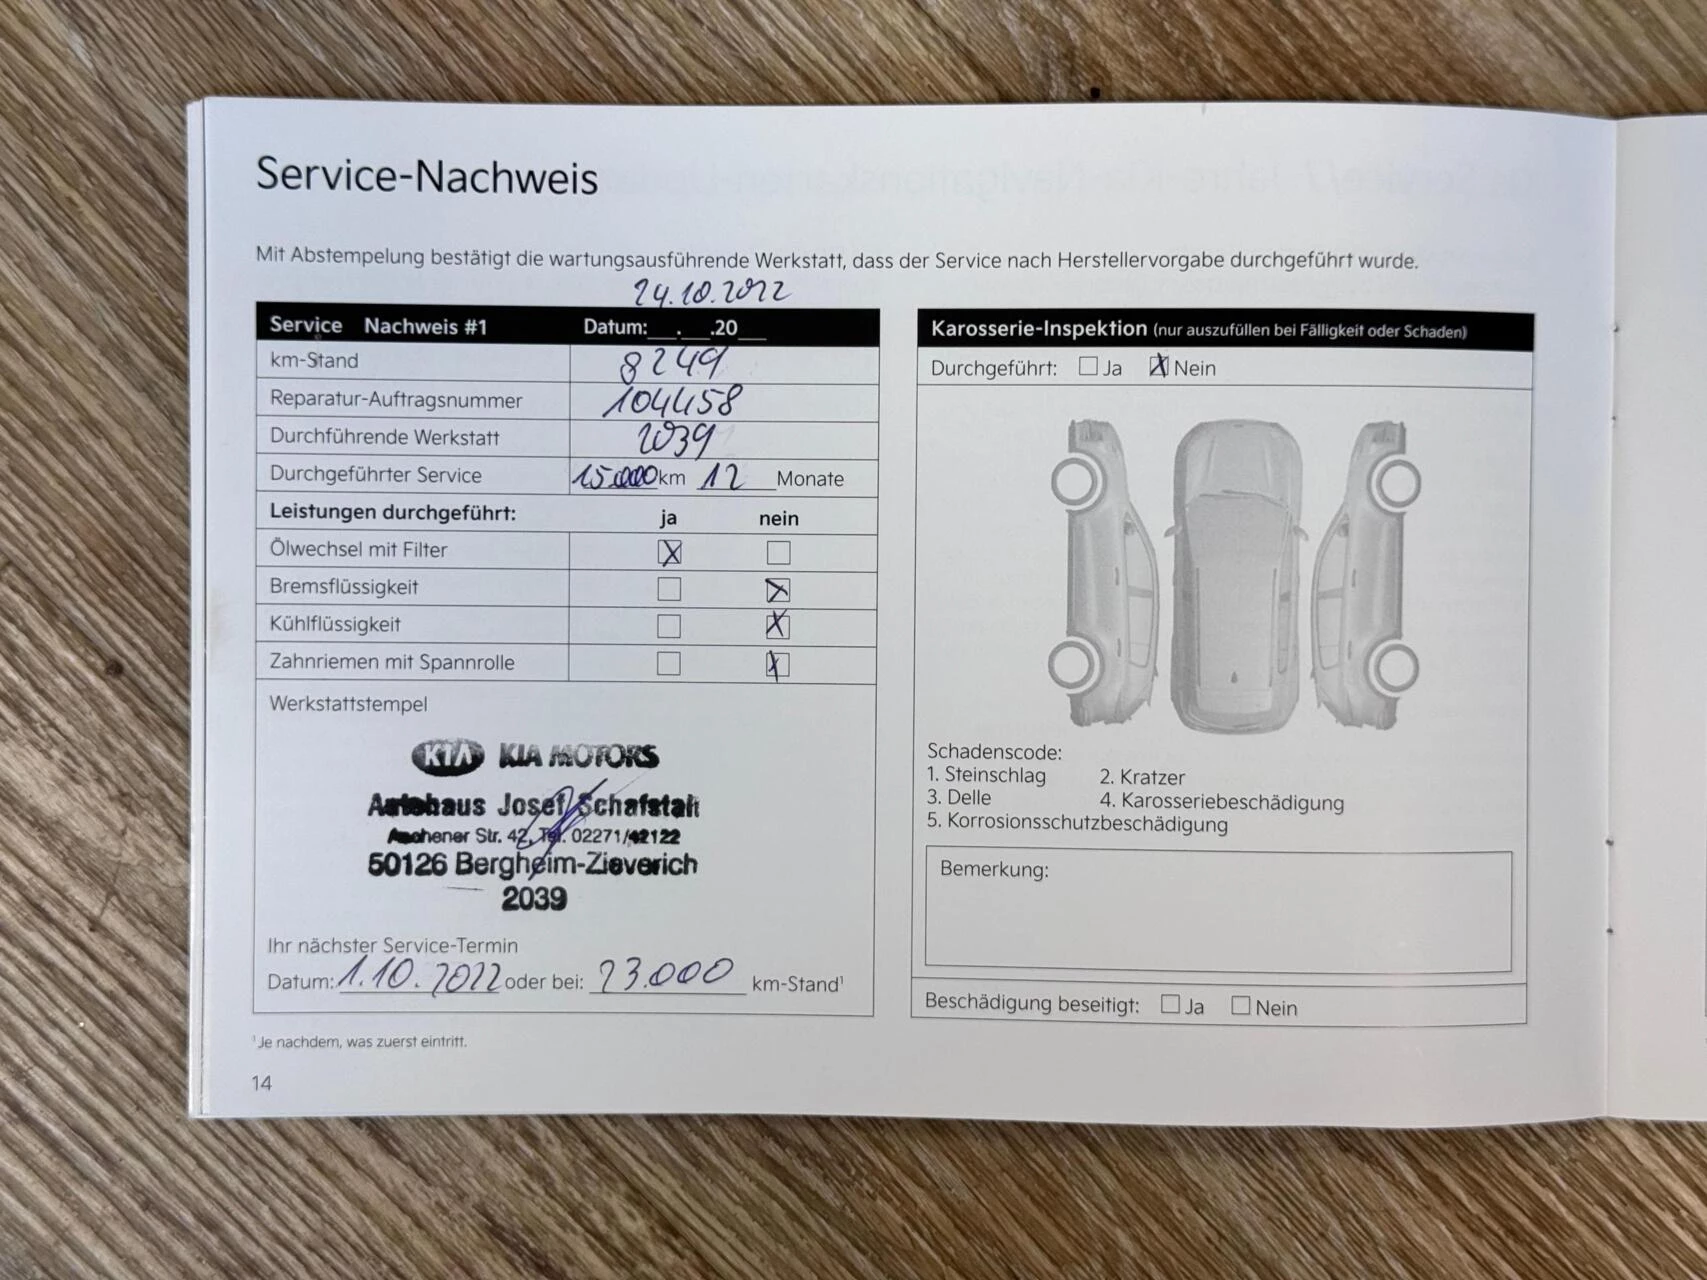 Service-Nachweis
Mit Abstempelung bestätigt die wartungsausführende Werkstatt, dass der Service nach Herstellervorgabe durchgeführt wurde.
24.10.2022
Service Nachweis #1 Datum:__.__.20__
km-Stand 8249
Reparatur-Auftragsnummer 104458
Durchführende Werkstatt 2039
Durchgeführter Service 15.000 km 12 Monate
Leistungen durchgeführt: ja nein
Ölwechsel mit Filter X
Bremsflüssigkeit X
Kühlflüssigkeit X
Zahnriemen mit Spannrolle X
Werkstattstempel
KIA KIA MOTORS
Autohaus Josef Schafstall
Aachener Str. 42, Tel. 02271/42122
50126 Bergheim-Zieverich
2039
Ihr nächster Service-Termin
Datum: 1.10.2022 oder bei: 23.000 km-Stand¹
¹Je nachdem, was zuerst eintritt.
14
Karosserie-Inspektion (nur auszufüllen bei Fälligkeit oder Schaden)
Durchgeführt: Ja X Nein
Schadenscode:
1. Steinschlag 2. Kratzer
3. Delle 4. Karosseriebeschädigung
5. Korrosionsschutzbeschädigung
Bemerkung:
Beschädigung beseitigt: Ja Nein